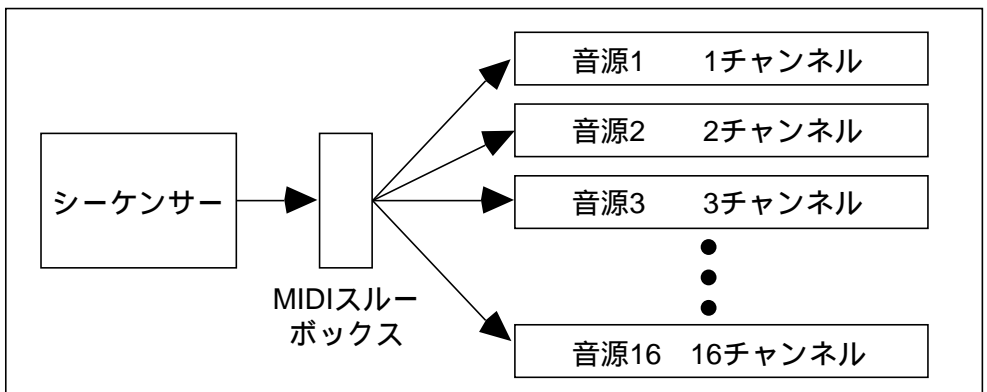 音源1 1チャンネル
音源2 2チャンネル
シーケンサー
音源3 3チャンネル
MIDIスルー
ボックス
音源16 16チャンネル